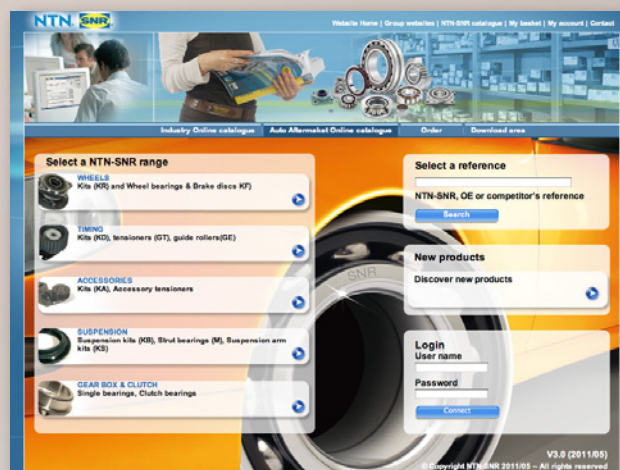 NTN. SNR
Website Home | Group websites | NTN-SNR catalogue | My basket | My account | Contact
Industry Online catalogue
Auto Aftermaket Online catalogue
Order
Download area
Select a NTN-SNR range
WHEELS
Kits (KR) and Wheel bearings & Brake discs KF)
TIMING
Kits (KD), tensioners (GT), guide rollers(GE)
ACCESSORIES
Kits (KA), Accessory tensioners
SUSPENSION
Suspension kits (KB), Strut bearings (M), Suspension arm
kits (KS)
GEAR BOX & CLUTCH
Single bearings, Clutch bearings
SNR
Select a reference
NTN-SNR, OE or competitor's reference
Search
New products
Discover new products
Login
User name
Password
Connect
V3.0 (2011/05)
© Copyright NTN-SNR 2011/05 – All rights reserved